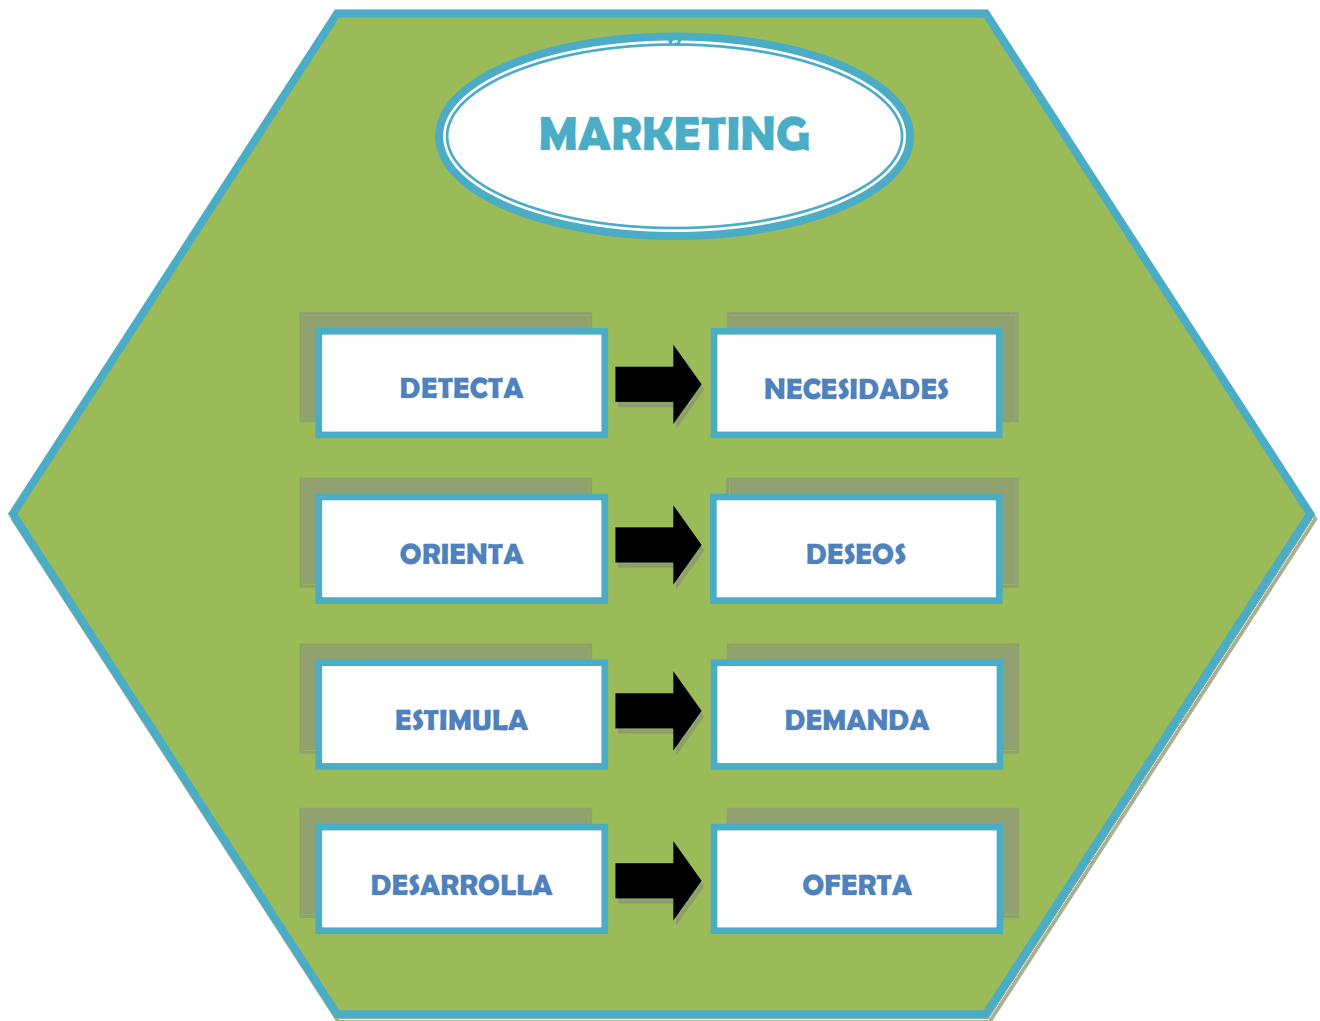 MARKETING
DETECTA
NECESIDADES
ORIENTA
DESEOS
ESTIMULA
DEMANDA
DESARROLLA
OFERTA